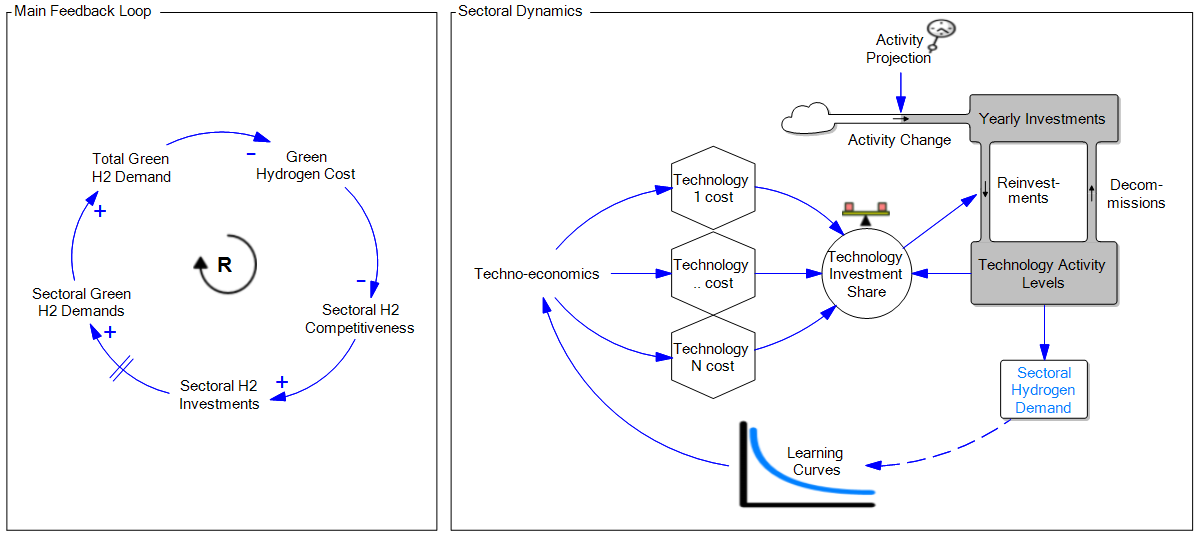 Main Feedback Loop
Total Green
H2 Demand
–
Green
Hydrogen Cost
+
R
Sectoral Green
H2 Demands
–
Sectoral H2
Competitiveness
+
+
Sectoral H2
Investments
Sectoral Dynamics
Activity
Projection
Yearly Investments
Activity Change
Technology
1 cost
Reinvest-
ments
Decom-
missions
Techno-economics
Technology
.. cost
Technology
Investment
Share
Technology Activity
Levels
Technology
N cost
Sectoral
Hydrogen
Demand
Learning
Curves